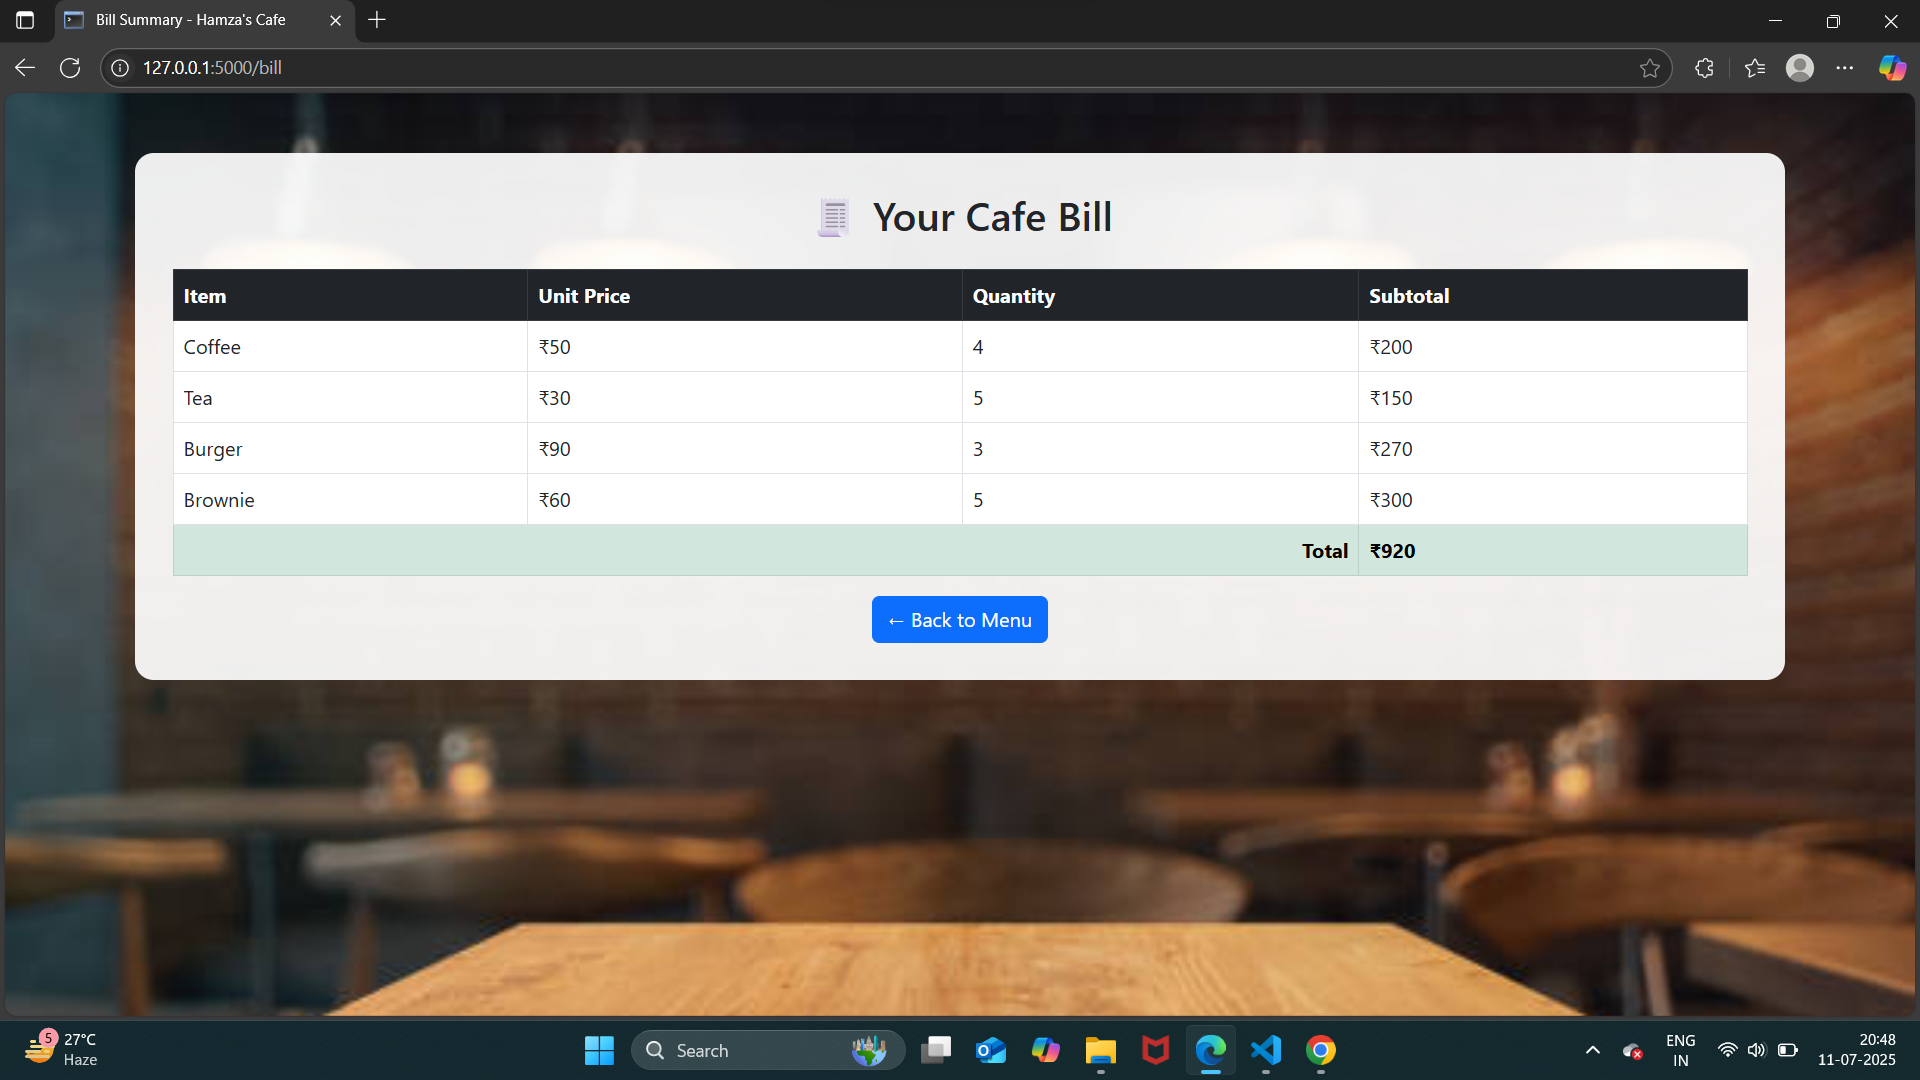 Bill Summary - Hamza's Cafe
127.0.0.1:5000/bill
Your Cafe Bill
Item Unit Price Quantity Subtotal
Coffee ₹50 4 ₹200
Tea ₹30 5 ₹150
Burger ₹90 3 ₹270
Brownie ₹60 5 ₹300
Total ₹920
← Back to Menu
5
27°C
Haze
Search
ENG
IN
20:48
11-07-2025